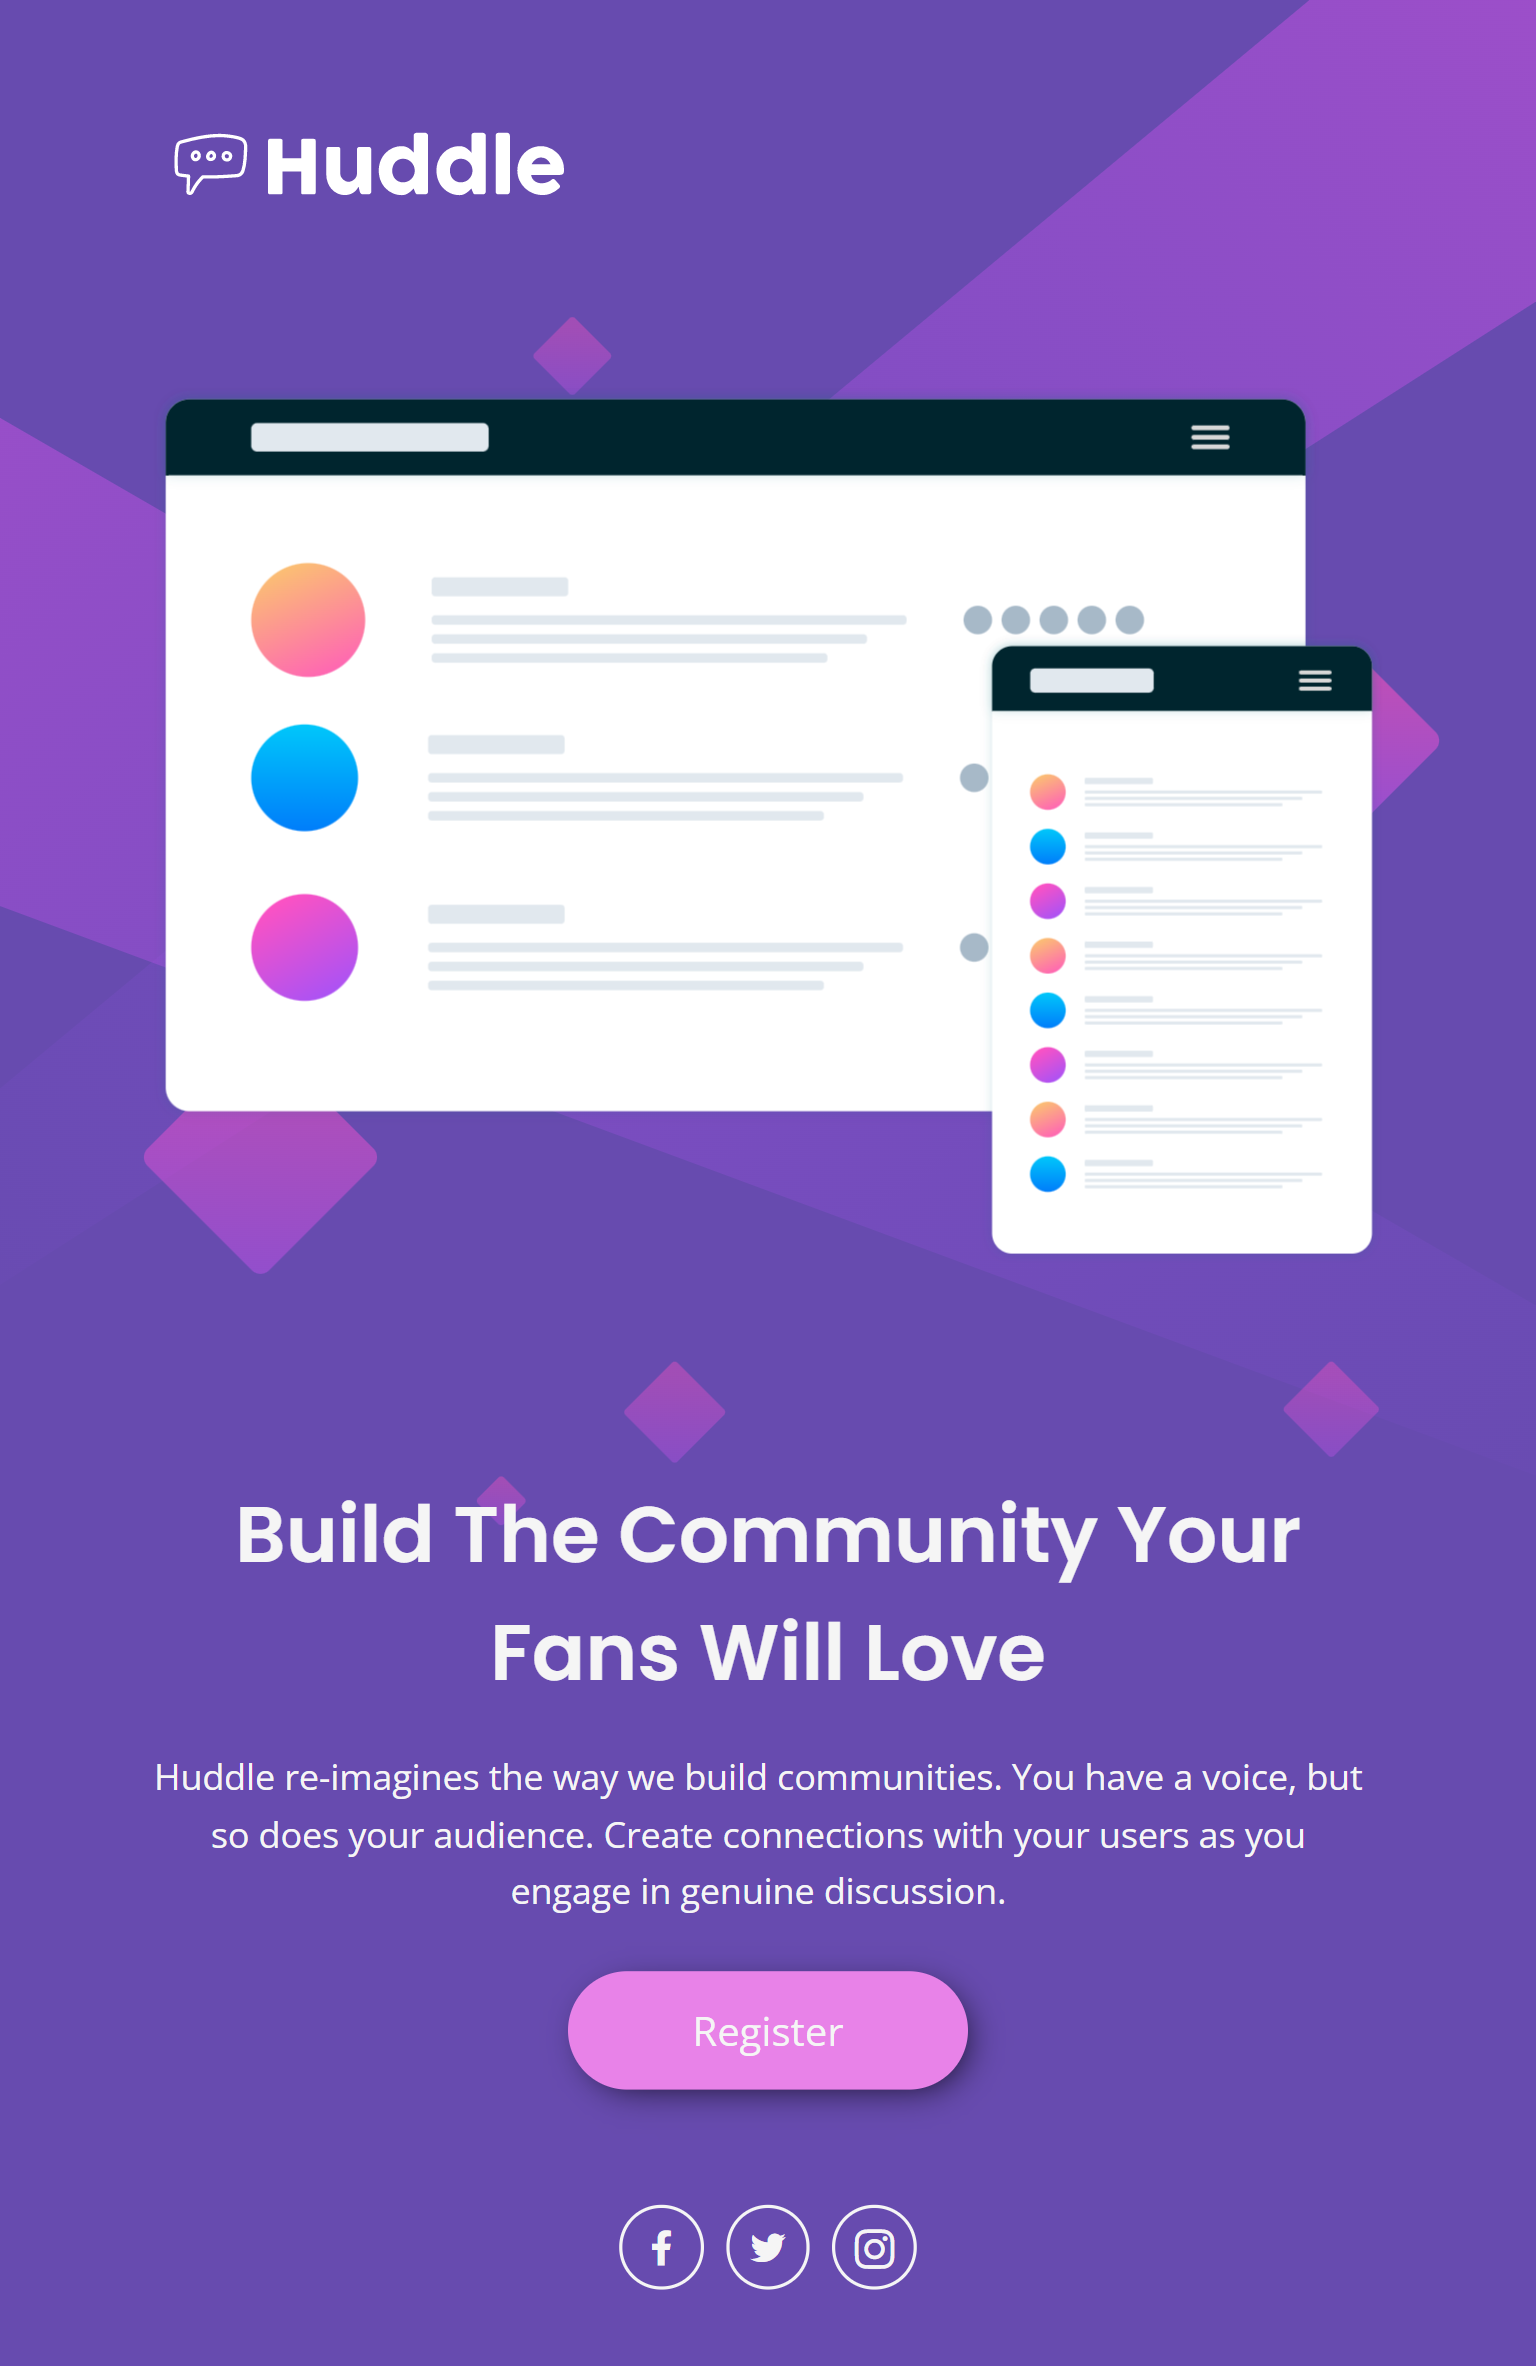 Huddle
Build The Community Your
Fans Will Love
Huddle re-imagines the way we build communities. You have a voice, but
so does your audience. Create connections with your users as you
engage in genuine discussion.
Register